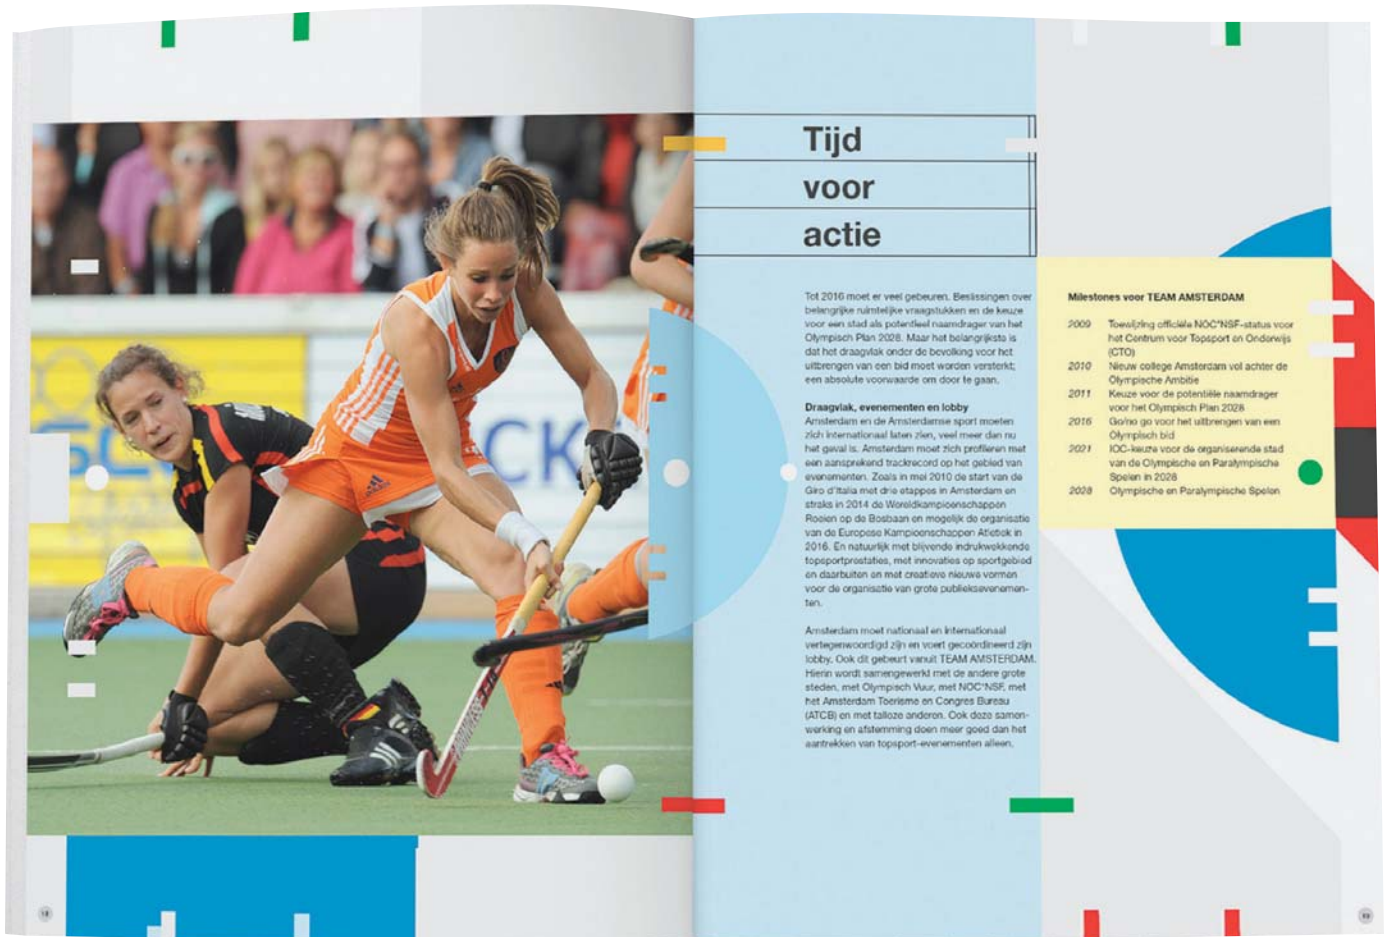 CK
Tijd
voor
actie
Tot 2016 moet er veel gebeuren. Beslissingen over
belangrijke ruimtelijke vraagstukken en de keuze
voor een stad als potentieel naamdrager van het
Olympisch Plan 2028. Maar het belangrijkste is
dat het draagvlak onder de bevolking voor het
uitbrengen van een bid moet worden versterkt;
een absolute voorwaarde om door te gaan.
Draagvlak, evenementen en lobby
Amsterdam en de Amsterdamse sport moeten
zich internationaal laten zien, veel meer dan nu
het geval is. Amsterdam moet zich profileren met
een aansprekend trackrecord op het gebied van
evenementen. Zoals in mei 2010 de start van de
Giro d'Italia met drie etappes in Amsterdam en
straks in 2014 de Wereldkampioenschappen
Roeien op de Bosbaan en mogelijk de organisatie
van de Europese Kampioenschappen Atletiek in
2016. En natuurlijk met blijvende indrukwekkende
topsportprestaties, met innovaties op sportgebied
en daarbuiten en met creatieve nieuwe vormen
voor de organisatie van grote publieksevenemen-
ten.
Amsterdam moet nationaal en internationaal
vertegenwoordigd zijn en voert gecoördineerd zijn
lobby. Ook dit gebeurt vanuit TEAM AMSTERDAM.
Hierin wordt samengewerkt met de andere grote
steden, met Olympisch Vuur, met NOC*NSF, met
het Amsterdam Toerisme en Congres Bureau
(ATCB) en met talloze anderen. Ook deze samen-
werking en afstemming doen meer goed dan het
aantrekken van topsport-evenementen alleen.
Milestones voor TEAM AMSTERDAM
2009 Toewijzing officiële NOC*NSF-status voor
het Centrum voor Topsport en Onderwijs
(CTO)
2010 Nieuw college Amsterdam vol achter de
Olympische Ambitie
2011 Keuze voor de potentiële naamdrager
voor het Olympisch Plan 2028
2016 Go/no go voor het uitbrengen van een
Olympisch bid
2021 IOC-keuze voor de organiserende stad
van de Olympische en Paralympische
Spelen in 2028
2028 Olympische en Paralympische Spelen